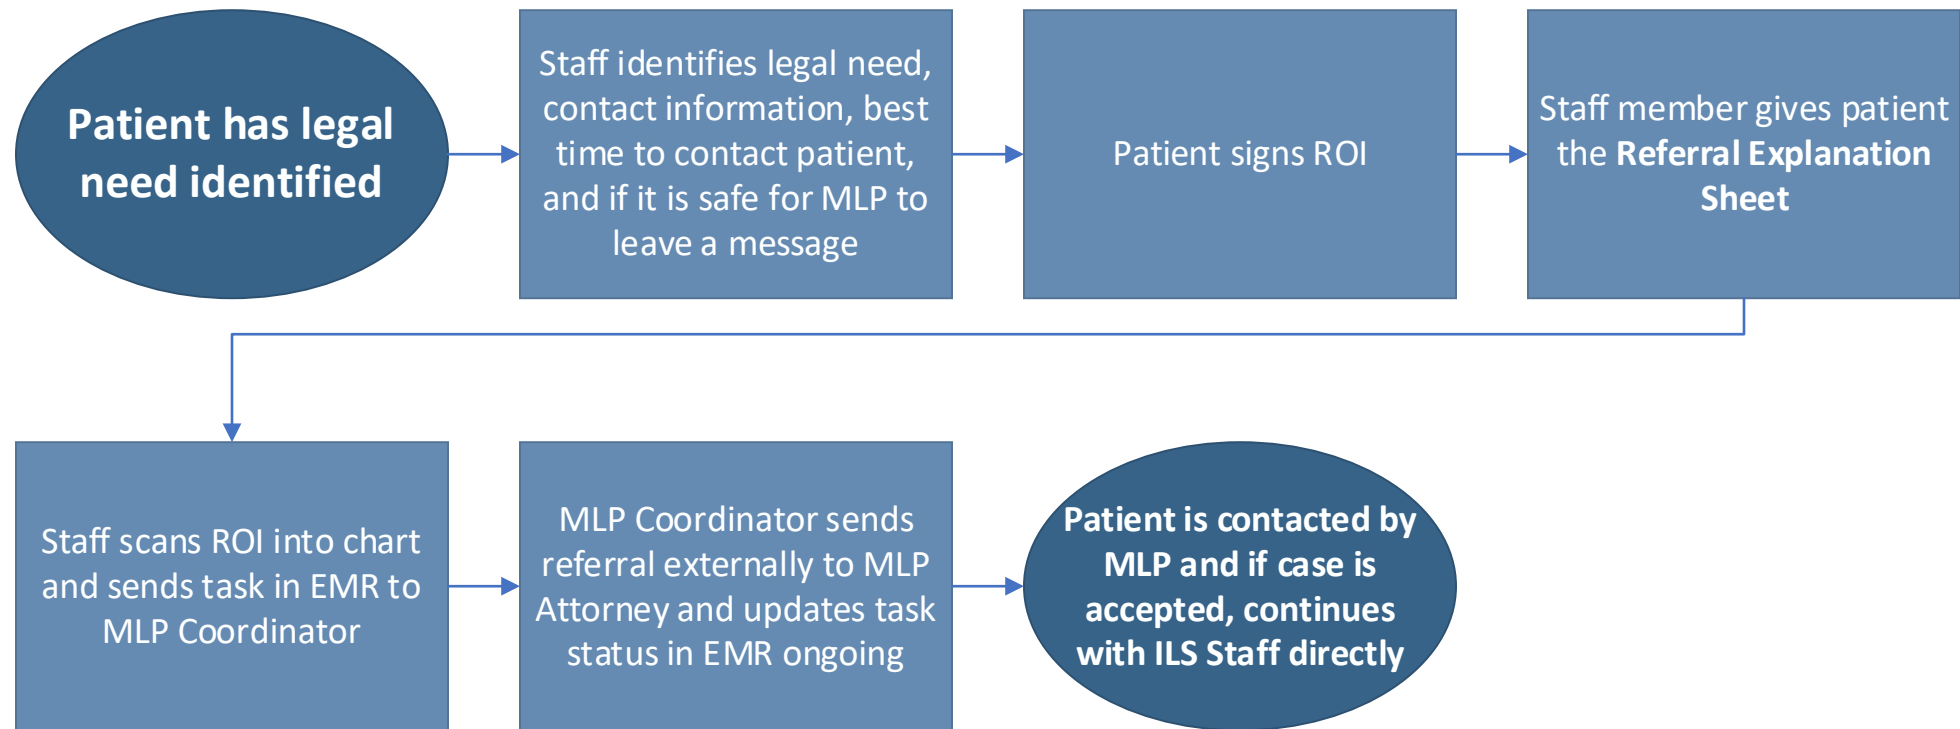 Patient has legal
need identified
Staff identifies legal need,
contact information, best
time to contact patient,
and if it is safe for MLP to
leave a message
Patient signs ROI
Staff member gives patient
the Referral Explanation
Sheet
Staff scans ROI into chart
and sends task in EMR to
MLP Coordinator
MLP Coordinator sends
referral externally to MLP
Attorney and updates task
status in EMR ongoing
Patient is contacted by
MLP and if case is
accepted, continues
with ILS Staff directly